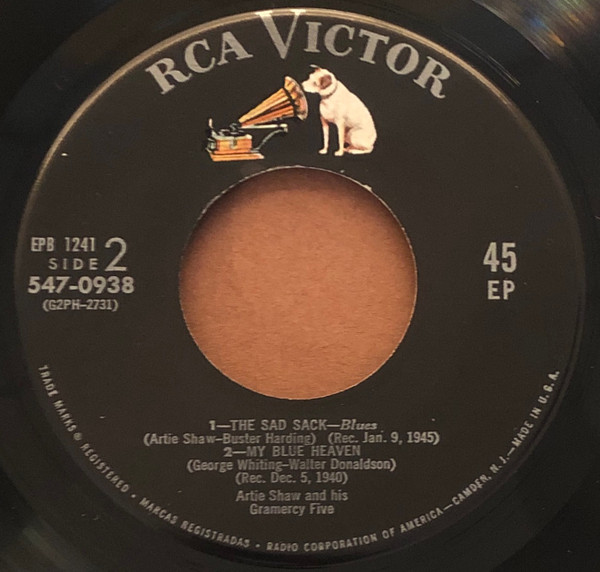 RCA VICTOR
EPB 1241
SIDE 2
547-0938
(G2PH-2731)
45
EP
1—THE SAD SACK—Blues
(Artie Shaw-Buster Harding) (Rec. Jan. 9, 1945)
2—MY BLUE HEAVEN
(George Whiting-Walter Donaldson)
(Rec. Dec. 5, 1940)
Artie Shaw and his
Gramercy Five
TRADE MARKS ® REGISTERED • MARCAS REGISTRADAS • RADIO CORPORATION OF AMERICA—CAMDEN, N. J.—MADE IN U.S.A.